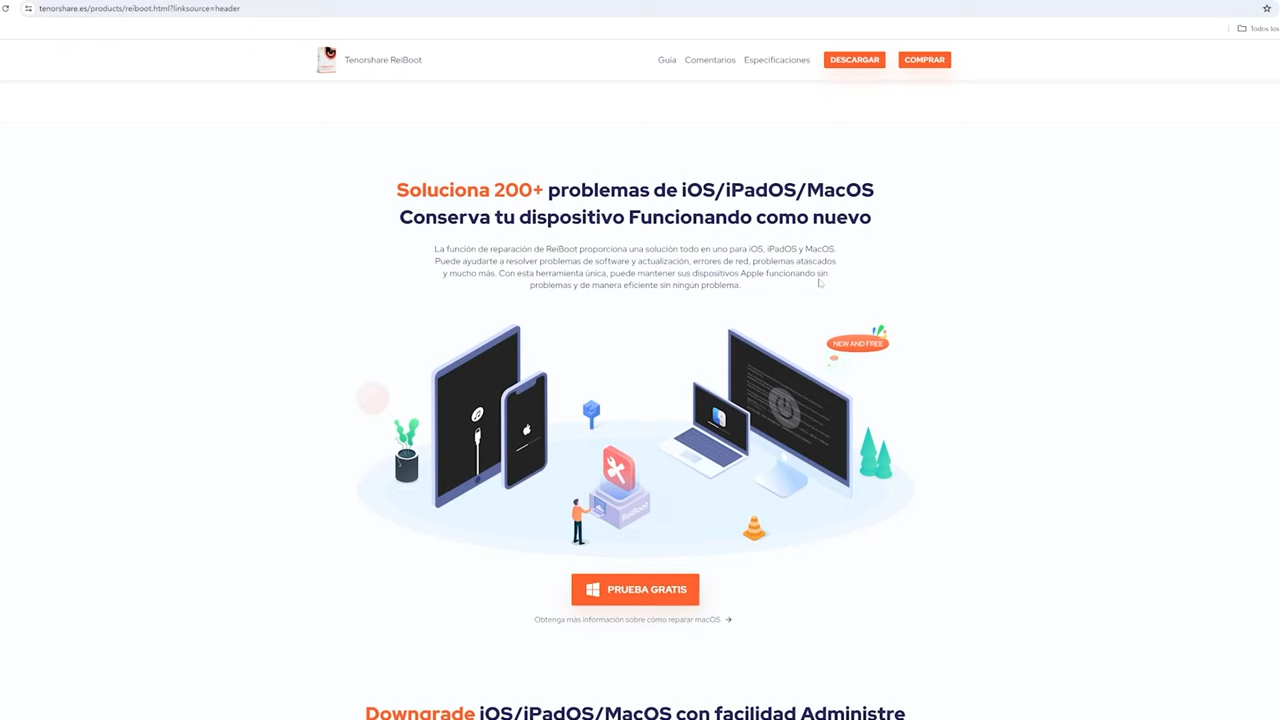 tenorshare.es/products/reiboot.html?linksource=header
Todos los
Tenorshare ReiBoot
Guía
Comentarios
Especificaciones
DESCARGAR
COMPRAR
Soluciona 200+ problemas de iOS/iPadOS/MacOS
Conserva tu dispositivo Funcionando como nuevo
La función de reparación de ReiBoot proporciona una solución todo en uno para iOS, iPadOS y MacOS.
Puede ayudarte a resolver problemas de software y actualización, errores de red, problemas atascados
y mucho más. Con esta herramienta única, puede mantener sus dispositivos Apple funcionando sin
problemas y de manera eficiente sin ningún problema.
NEW AND FREE
ReiBoot
PRUEBA GRATIS
Obtenga más información sobre cómo reparar macOS
Downgrade iOS/iPadOS/MacOS con facilidad Administre